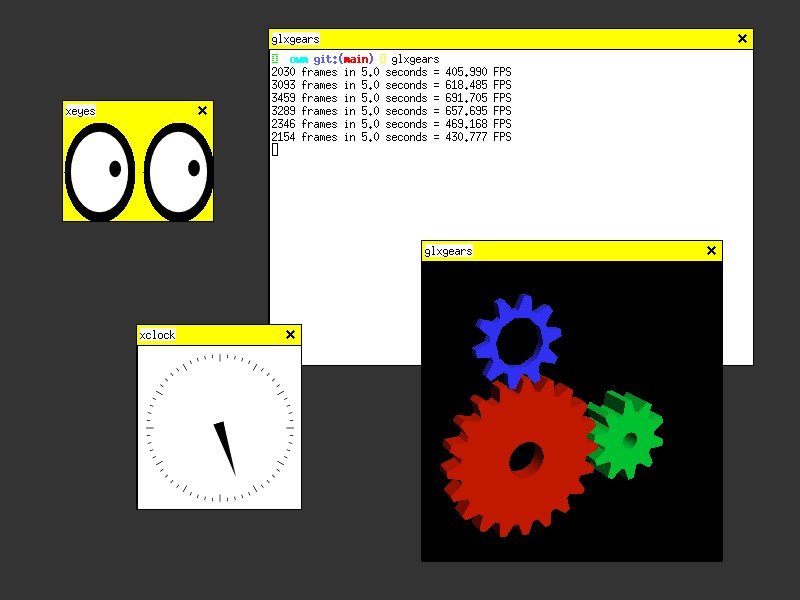 glxgears
owm git:(main) glxgears
2030 frames in 5.0 seconds = 405.990 FPS
3093 frames in 5.0 seconds = 618.485 FPS
3459 frames in 5.0 seconds = 691.705 FPS
3289 frames in 5.0 seconds = 657.695 FPS
2346 frames in 5.0 seconds = 469.168 FPS
2154 frames in 5.0 seconds = 430.777 FPS
xeyes
glxgears
xclock